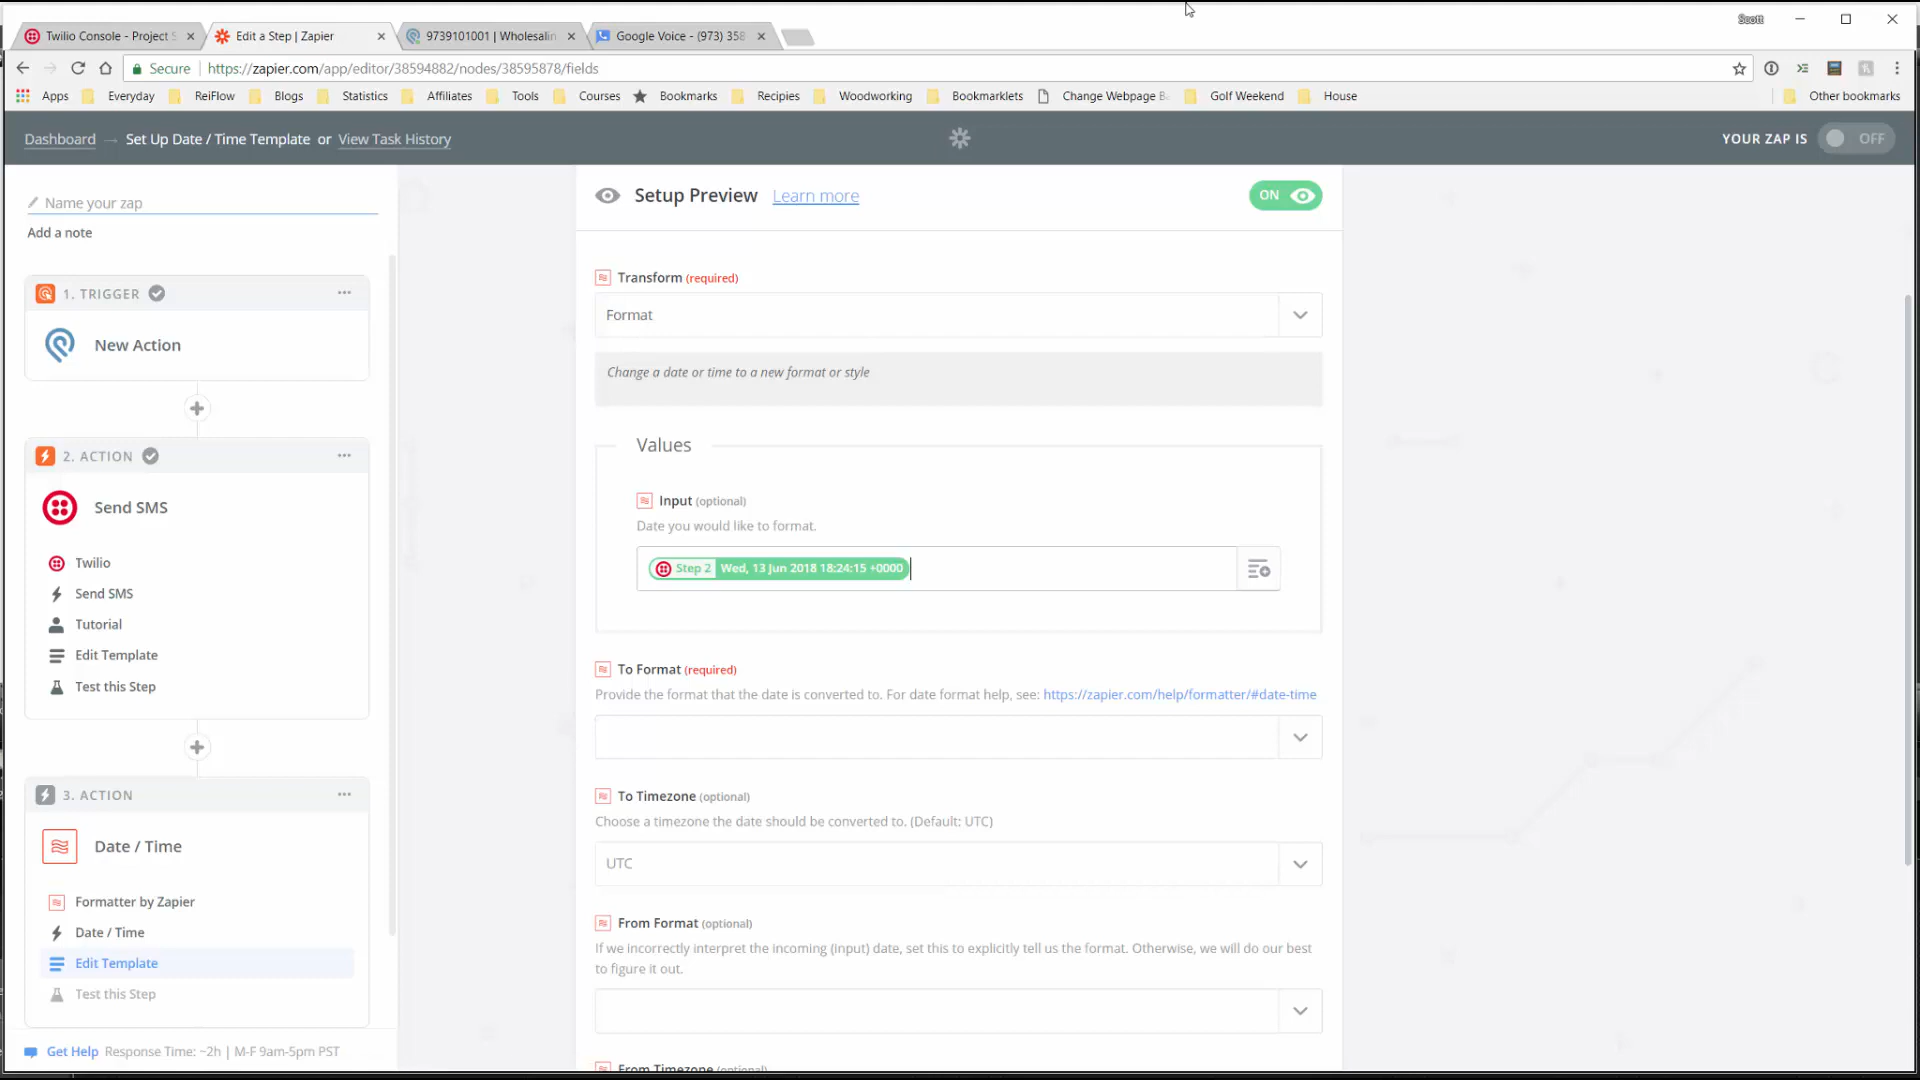 Scott
Twilio Console - Project S
Edit a Step | Zapier
9739101001 | Wholesalin
Google Voice - (973) 358
Secure
https://zapier.com/app/editor/38594882/nodes/38595878/fields
Apps
Everyday
ReiFlow
Blogs
Statistics
Affiliates
Tools
Courses
Bookmarks
Recipies
Woodworking
Bookmarklets
Change Webpage Ba
Golf Weekend
House
Other bookmarks
Dashboard → Set Up Date / Time Template or View Task History
YOUR ZAP IS OFF
Name your zap
Add a note
1. TRIGGER
New Action
2. ACTION
Send SMS
Twilio
Send SMS
Tutorial
Edit Template
Test this Step
3. ACTION
Date / Time
Formatter by Zapier
Date / Time
Edit Template
Test this Step
Get Help Response Time: ~2h | M-F 9am-5pm PST
Setup Preview Learn more
ON
Transform (required)
Format
Change a date or time to a new format or style
Values
Input (optional)
Date you would like to format.
Step 2 Wed, 13 Jun 2018 18:24:15 +0000
To Format (required)
Provide the format that the date is converted to. For date format help, see: https://zapier.com/help/formatter/#date-time
To Timezone (optional)
Choose a timezone the date should be converted to. (Default: UTC)
UTC
From Format (optional)
If we incorrectly interpret the incoming (input) date, set this to explicitly tell us the format. Otherwise, we will do our best
to figure it out.
From Timezone (optional)